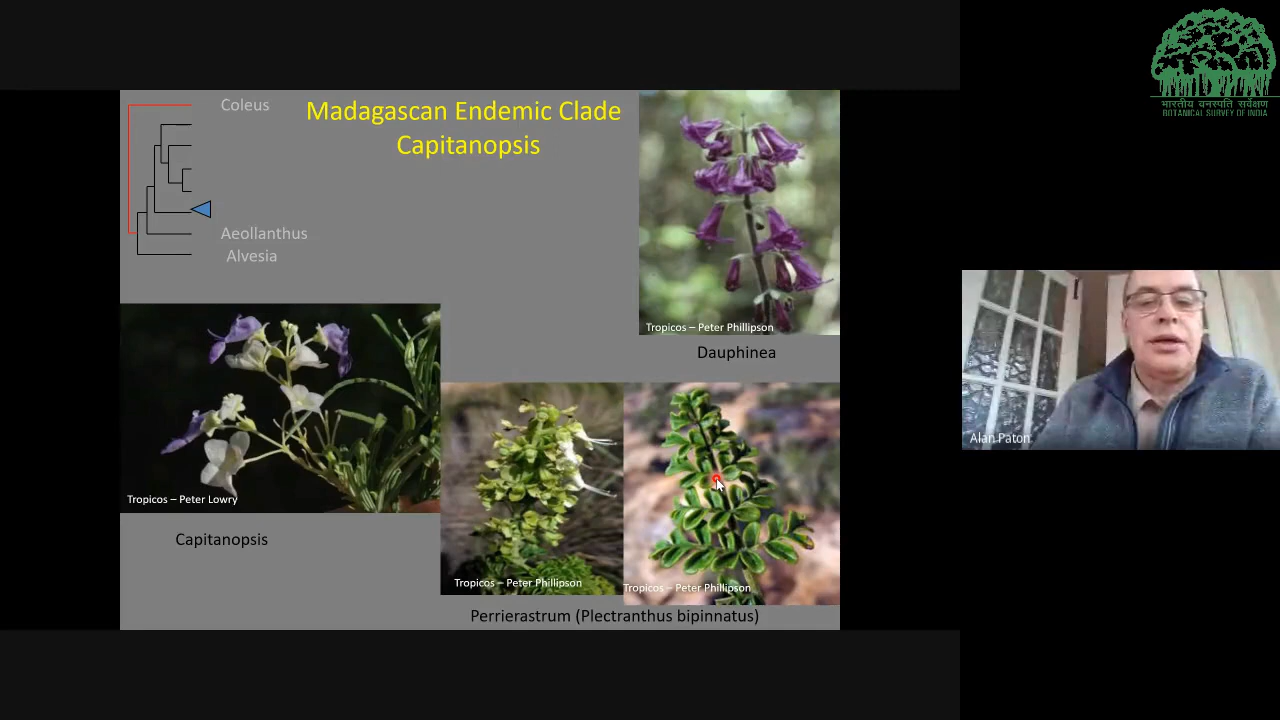 Coleus
Madagascan Endemic Clade
Capitanopsis
Aeollanthus
Alvesia
Tropicos – Peter Phillipson
Dauphinea
Tropicos – Peter Lowry
Capitanopsis
Tropicos – Peter Phillipson
Tropicos – Peter Phillipson
Perrierastrum (Plectranthus bipinnatus)
भारतीय वनस्पति सर्वेक्षण
BOTANICAL SURVEY OF INDIA
Alan Paton